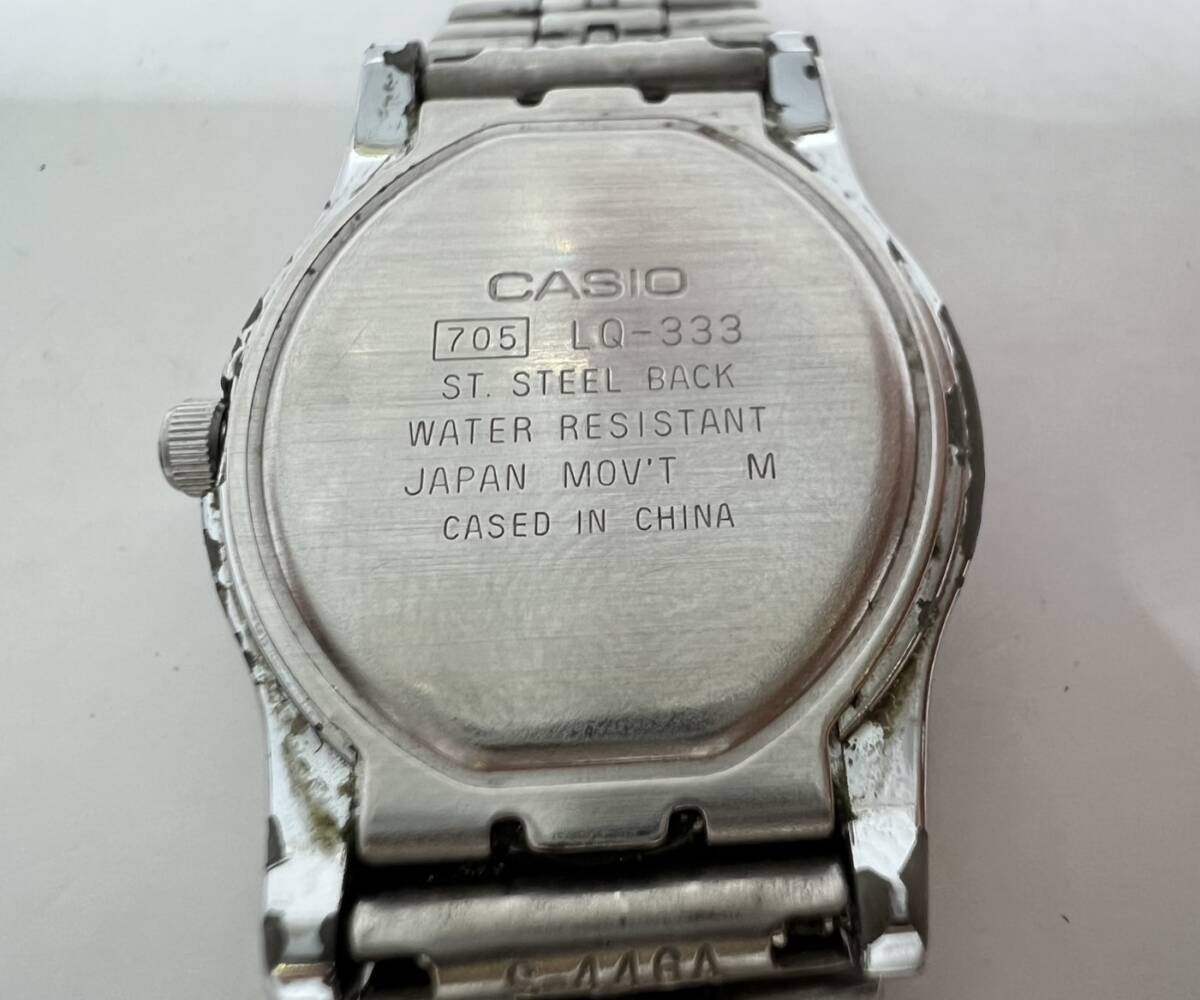 CASIO
705 LQ-333
ST. STEEL BACK
WATER RESISTANT
JAPAN MOV'T M
CASED IN CHINA